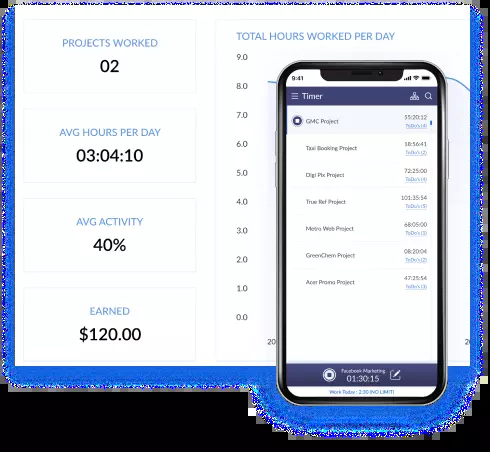 PROJECTS WORKED
02
AVG HOURS PER DAY
03:04:10
AVG ACTIVITY
40%
EARNED
$120.00
TOTAL HOURS WORKED PER DAY
9.0
8.0
7.0
6.0
5.0
4.0
3.0
2.0
1.0
0.0
20
20
9:41
Timer
GMC Project
35:20:12
ToDo's (4)
Taxi Booking Project
18:56:41
ToDo's (2)
Digi Pix Project
72:25:00
ToDo's (4)
True Ref Project
101:35:54
ToDo's (5)
Metro Web Project
68:05:00
ToDo's (1)
GreenChem Project
08:20:04
ToDo's (2)
Acer Promo Project
47:25:54
ToDo's (3)
Facebook Marketing
01:30:15
Work Today : 2:30 (NO LIMIT)